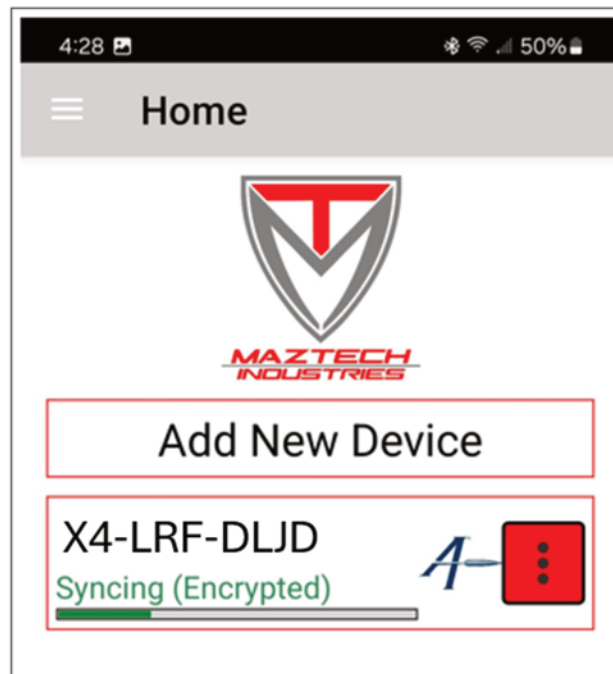 4:28 50%
Home
MAZTECH
INDUSTRIES
Add New Device
X4-LRF-DLJD
Syncing (Encrypted)